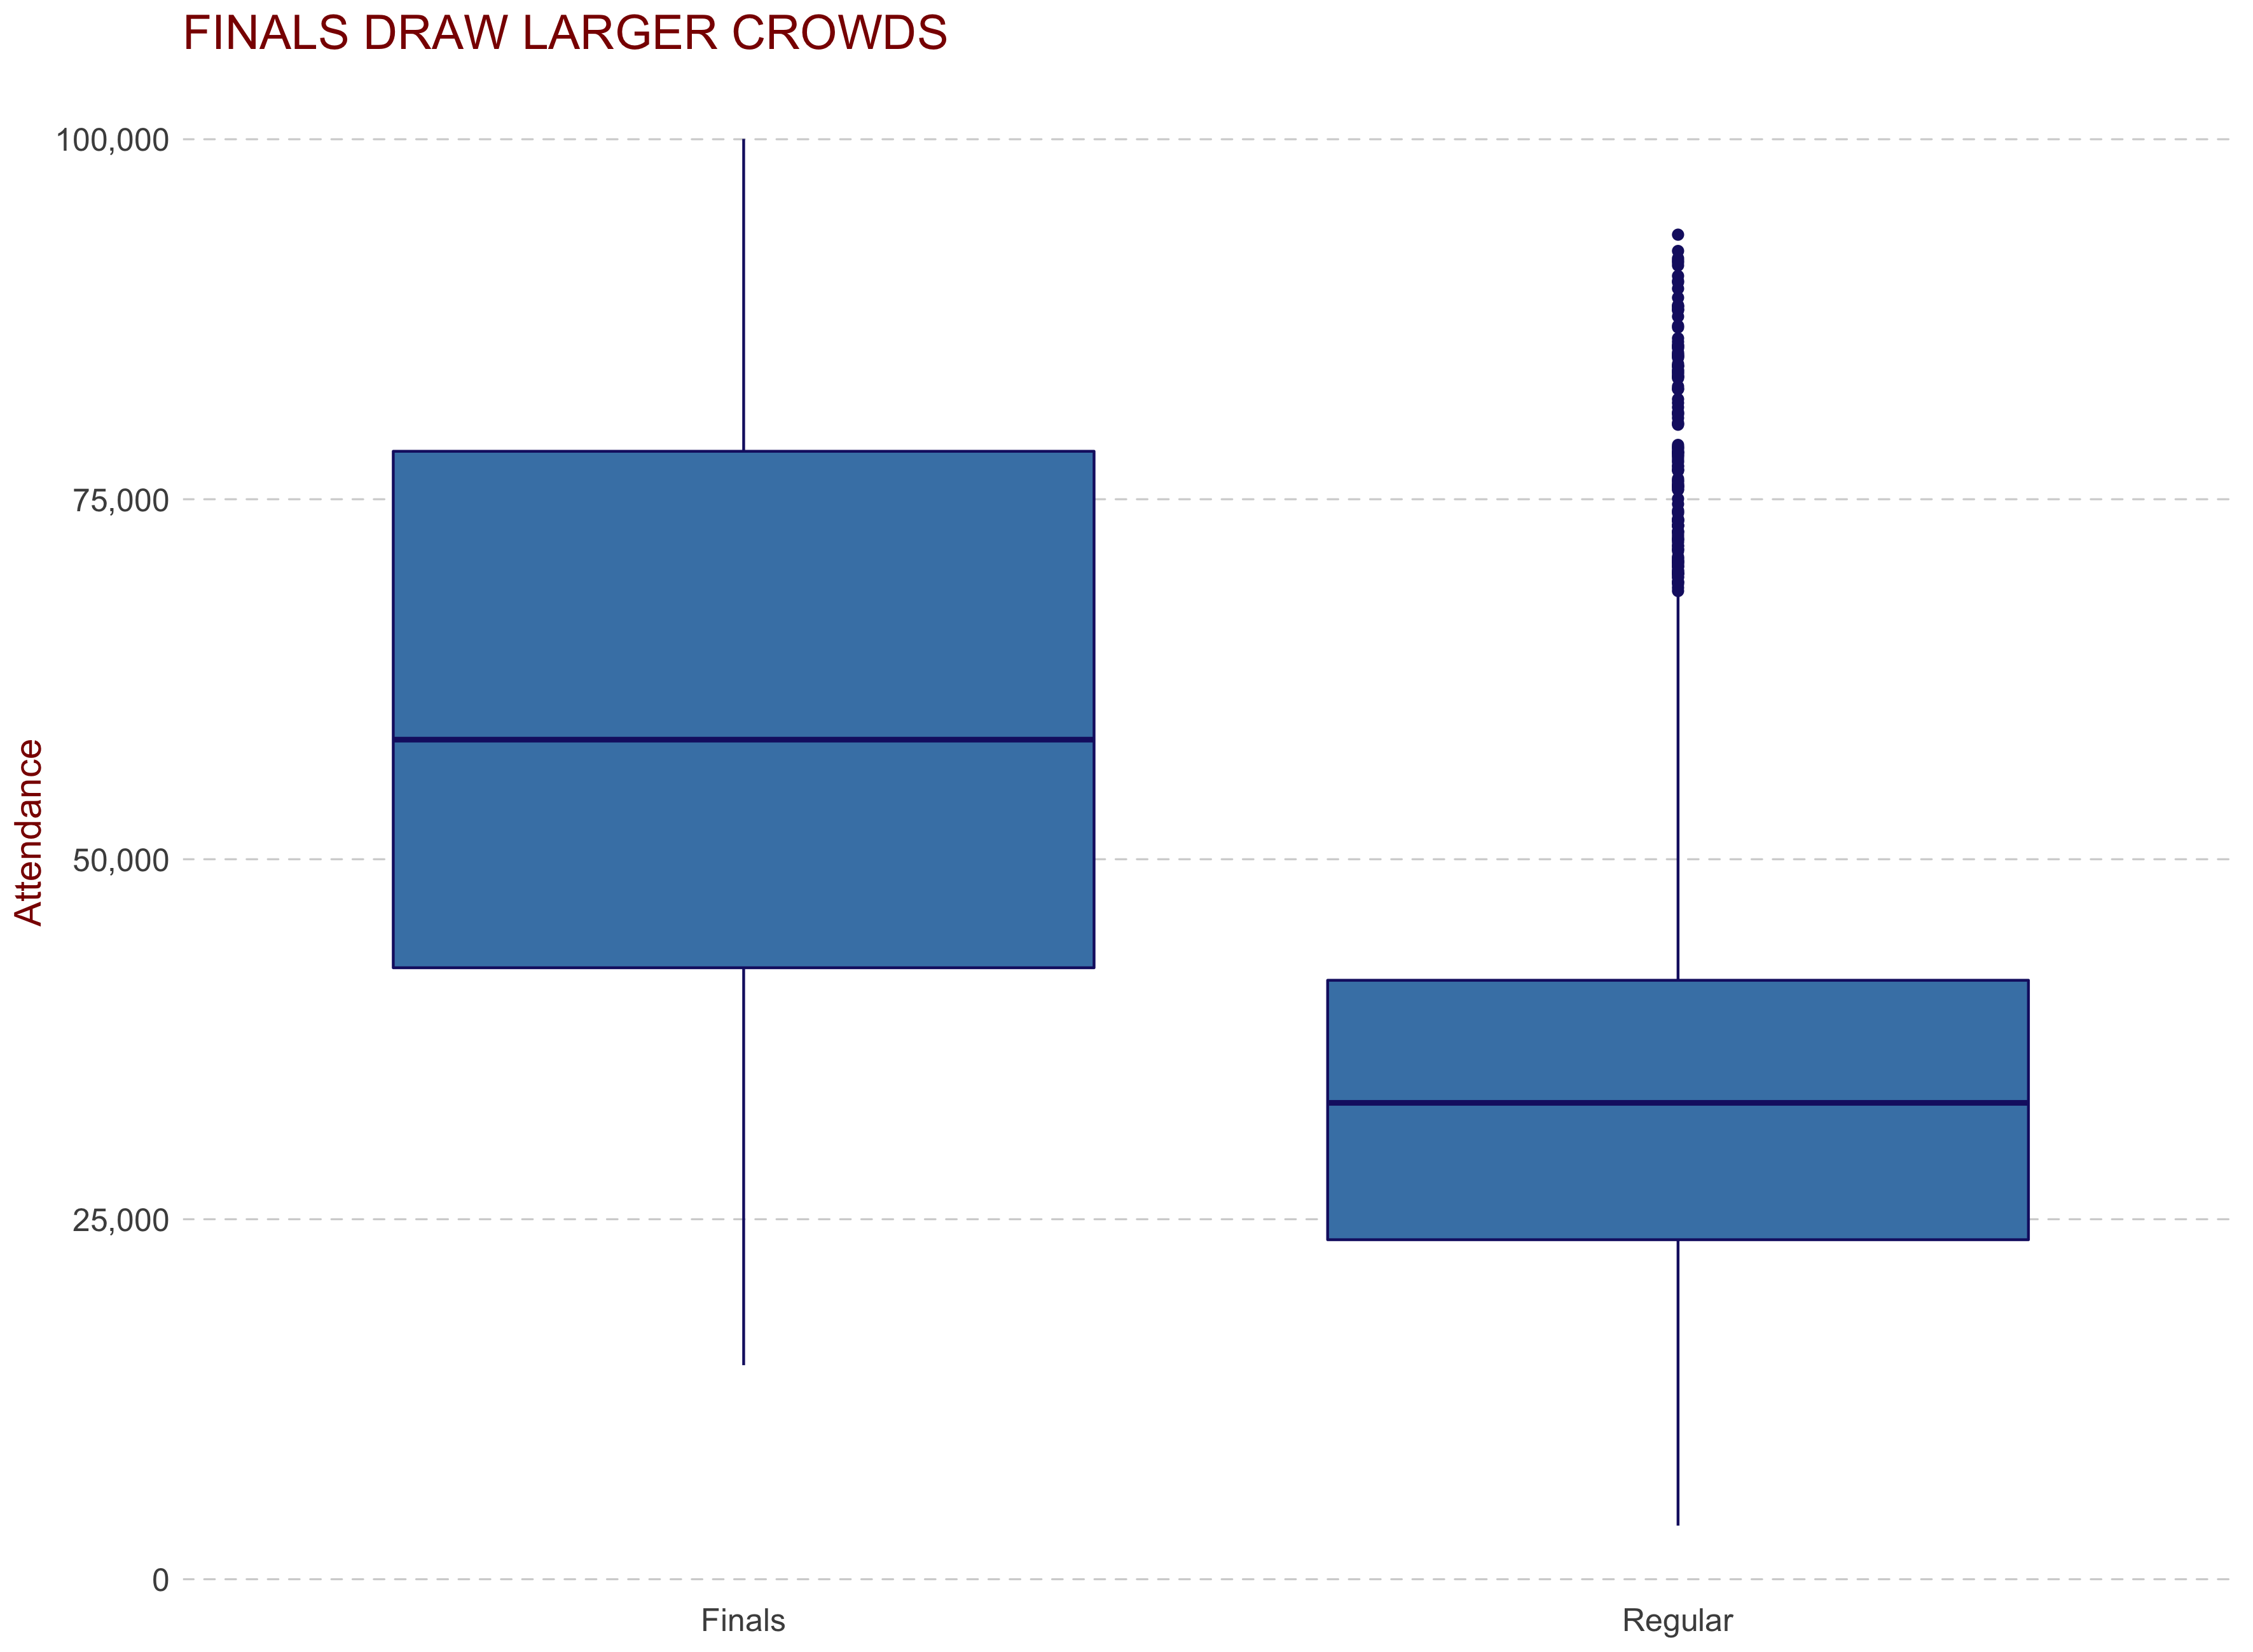 FINALS DRAW LARGER CROWDS
100,000
75,000
50,000
25,000
0
Attendance
Finals
Regular